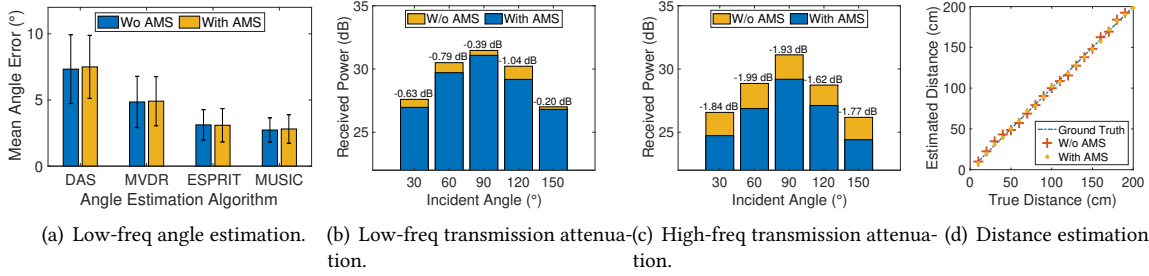 Wo AMS With AMS
Mean Angle Error (°)
10
5
0
DAS MVDR ESPRIT MUSIC
Angle Estimation Algorithm
(a) Low-freq angle estimation.
W/o AMS With AMS
Received Power (dB)
35
30
25
-0.63 dB
-0.79 dB
-0.39 dB
-1.04 dB
-0.20 dB
30 60 90 120 150
Incident Angle (°)
(b) Low-freq transmission attenua-
tion.
W/o AMS With AMS
Received Power (dB)
35
30
25
-1.84 dB
-1.99 dB
-1.93 dB
-1.62 dB
-1.77 dB
30 60 90 120 150
Incident Angle (°)
(c) High-freq transmission attenua-
tion.
Estimated Distance (cm)
200
150
100
50
0
Ground Truth
W/o AMS
With AMS
0 50 100 150 200
True Distance (cm)
(d) Distance estimation